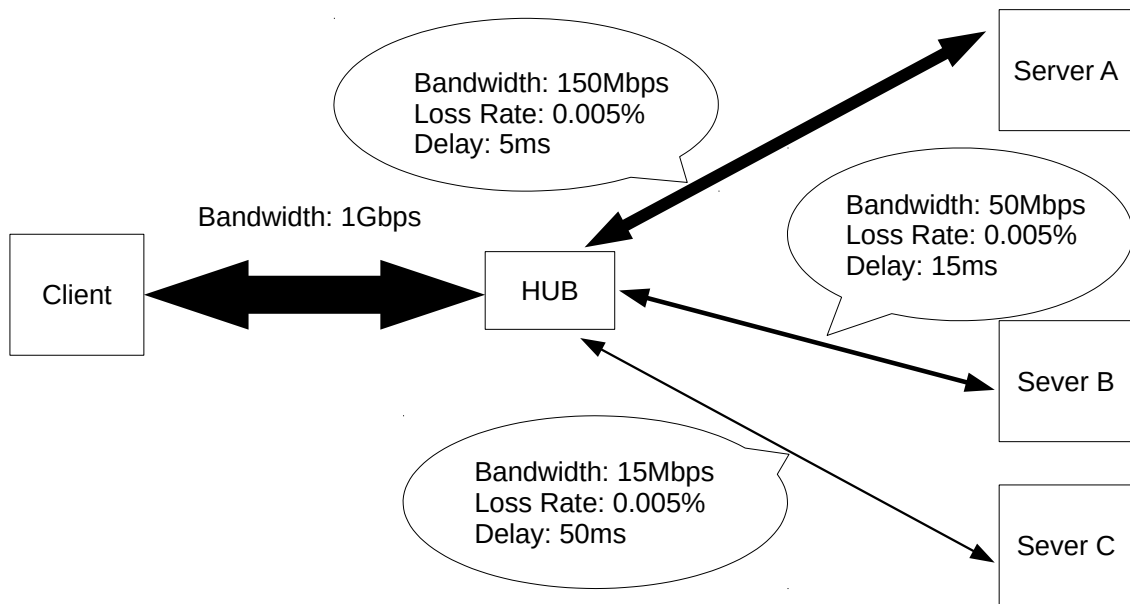 Server A
Bandwidth: 150Mbps
Loss Rate: 0.005%
Delay: 5ms
Bandwidth: 1Gbps
Bandwidth: 50Mbps
Loss Rate: 0.005%
Delay: 15ms
Client
HUB
Sever B
Bandwidth: 15Mbps
Loss Rate: 0.005%
Delay: 50ms
Sever C